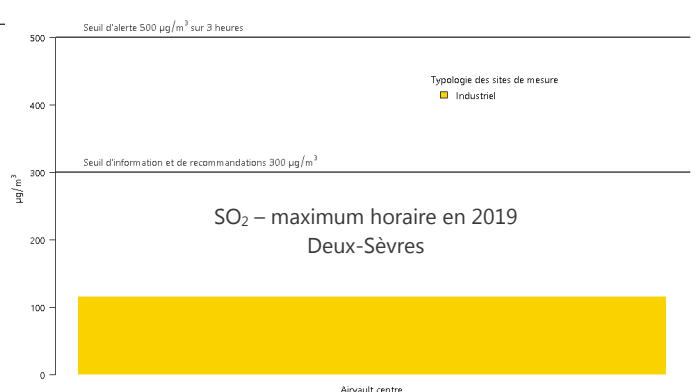 Seuil d'alerte 500 µg/m³ sur 3 heures
500
Typologie des sites de mesure
Industriel
400
Seuil d'information et de recommandations 300 µg/m³
300
µg/m³
SO₂ – maximum horaire en 2019
Deux-Sèvres
200
100
0
Airvault centre